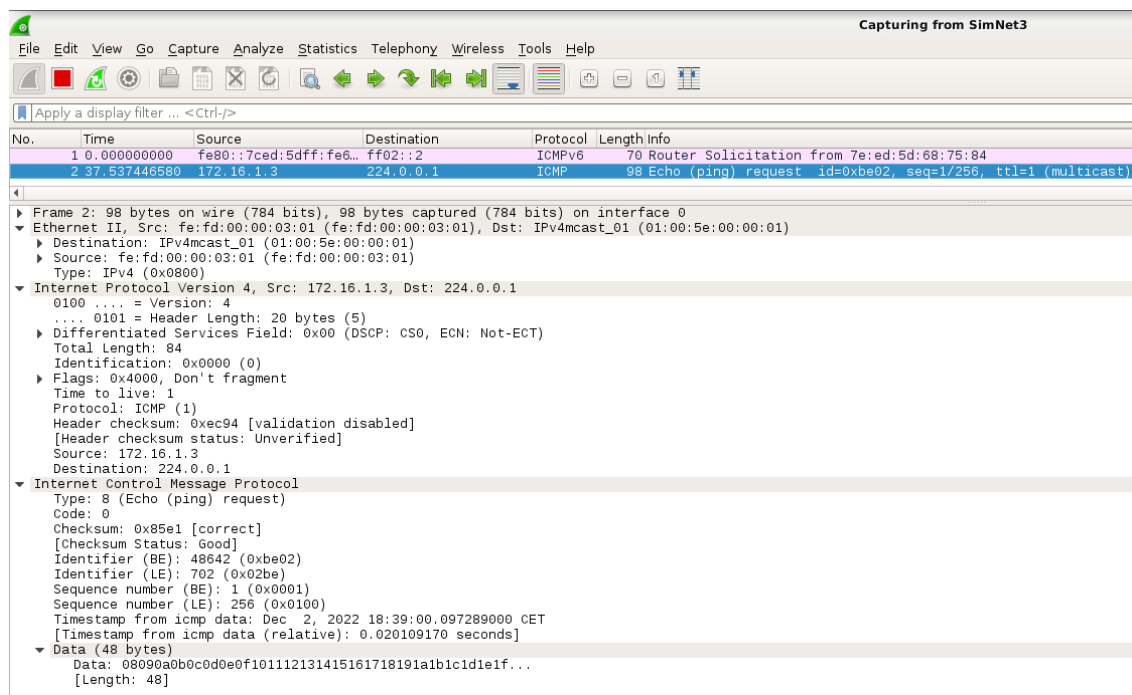 Capturing from SimNet3
File Edit View Go Capture Analyze Statistics Telephony Wireless Tools Help
Apply a display filter ... <Ctrl-/>
No. Time Source Destination Protocol Length Info
1 0.000000000 fe80::7ced:5dff:fe6… ff02::2 ICMPv6 70 Router Solicitation from 7e:ed:5d:68:75:84
2 37.537446580 172.16.1.3 224.0.0.1 ICMP 98 Echo (ping) request id=0xbe02, seq=1/256, ttl=1 (multicast)
Frame 2: 98 bytes on wire (784 bits), 98 bytes captured (784 bits) on interface 0
Ethernet II, Src: fe:fd:00:00:03:01 (fe:fd:00:00:03:01), Dst: IPv4mcast_01 (01:00:5e:00:00:01)
Destination: IPv4mcast_01 (01:00:5e:00:00:01)
Source: fe:fd:00:00:03:01 (fe:fd:00:00:03:01)
Type: IPv4 (0x0800)
Internet Protocol Version 4, Src: 172.16.1.3, Dst: 224.0.0.1
0100 .... = Version: 4
.... 0101 = Header Length: 20 bytes (5)
Differentiated Services Field: 0x00 (DSCP: CS0, ECN: Not-ECT)
Total Length: 84
Identification: 0x0000 (0)
Flags: 0x4000, Don't fragment
Time to live: 1
Protocol: ICMP (1)
Header checksum: 0xec94 [validation disabled]
[Header checksum status: Unverified]
Source: 172.16.1.3
Destination: 224.0.0.1
Internet Control Message Protocol
Type: 8 (Echo (ping) request)
Code: 0
Checksum: 0x85e1 [correct]
[Checksum Status: Good]
Identifier (BE): 48642 (0xbe02)
Identifier (LE): 702 (0x02be)
Sequence number (BE): 1 (0x0001)
Sequence number (LE): 256 (0x0100)
Timestamp from icmp data: Dec 2, 2022 18:39:00.097289000 CET
[Timestamp from icmp data (relative): 0.020109170 seconds]
Data (48 bytes)
Data: 08090a0b0c0d0e0f101112131415161718191a1b1c1d1e1f...
[Length: 48]